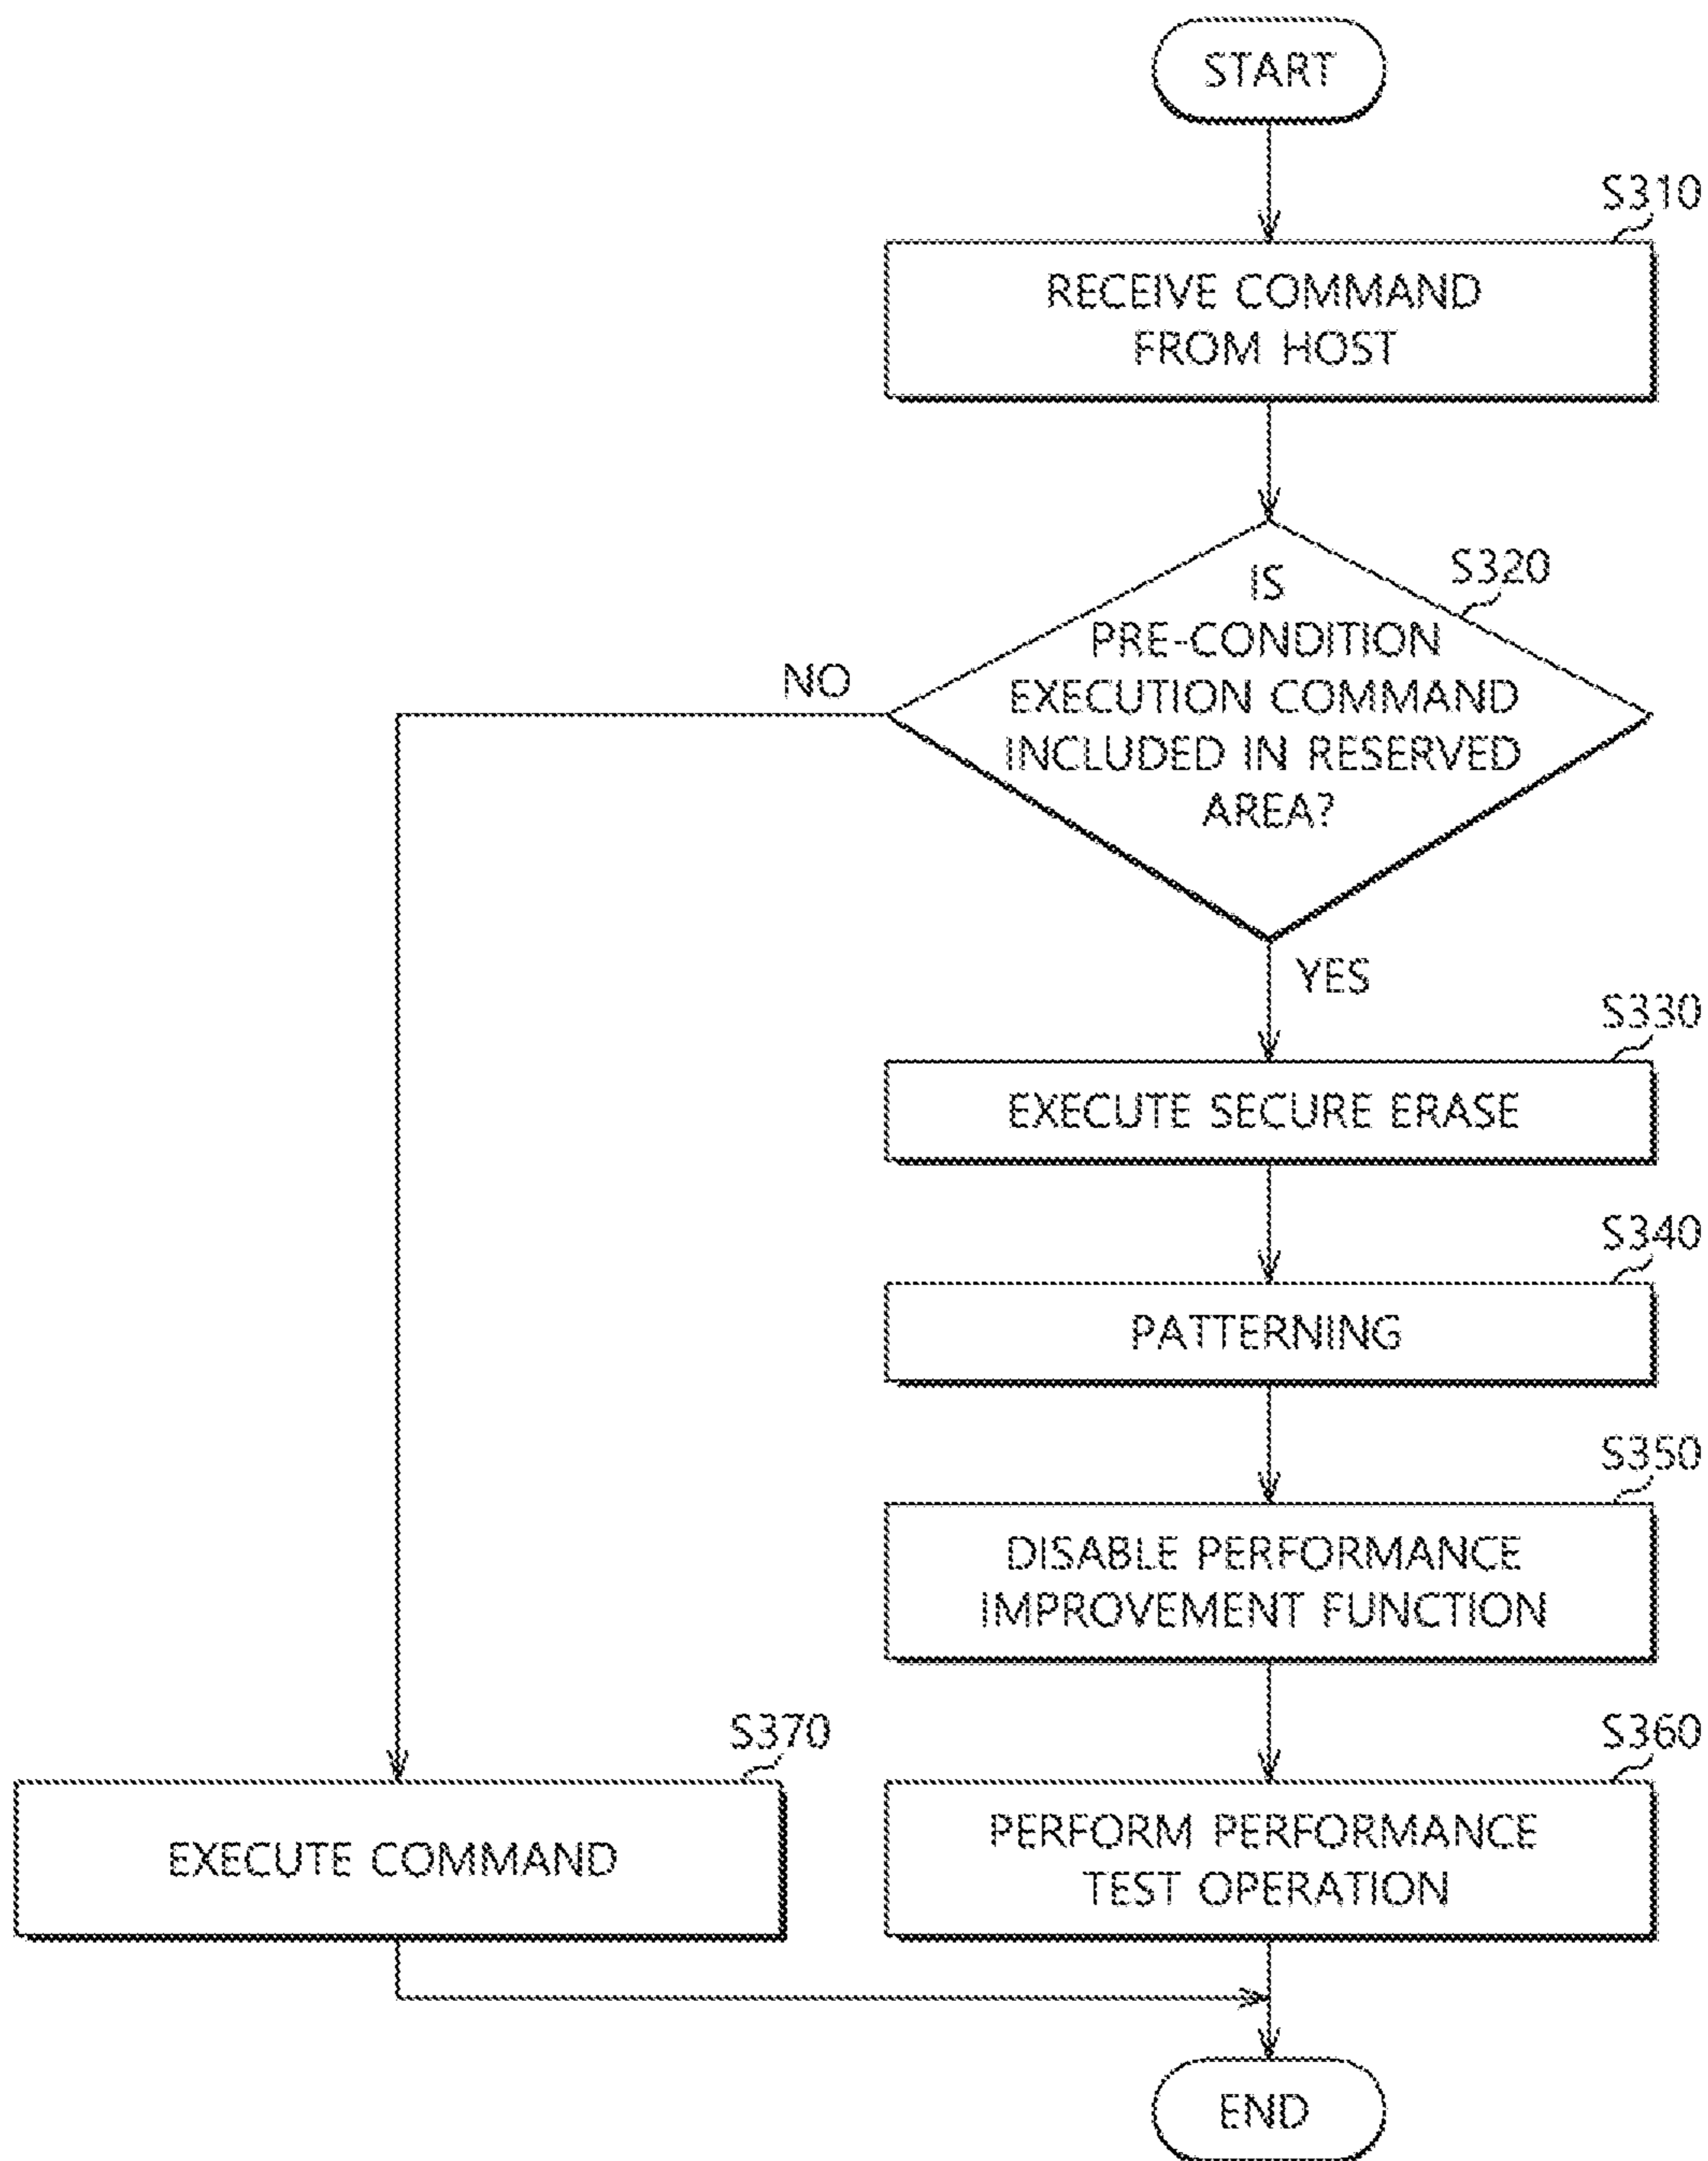 START
S310
RECEIVE COMMAND
FROM HOST
S320
IS
PRE-CONDITION
EXECUTION COMMAND
INCLUDED IN RESERVED
AREA?
NO
YES
S330
EXECUTE SECURE ERASE
S340
PATTERNING
S350
DISABLE PERFORMANCE
IMPROVEMENT FUNCTION
S370
EXECUTE COMMAND
S360
PERFORM PERFORMANCE
TEST OPERATION
END